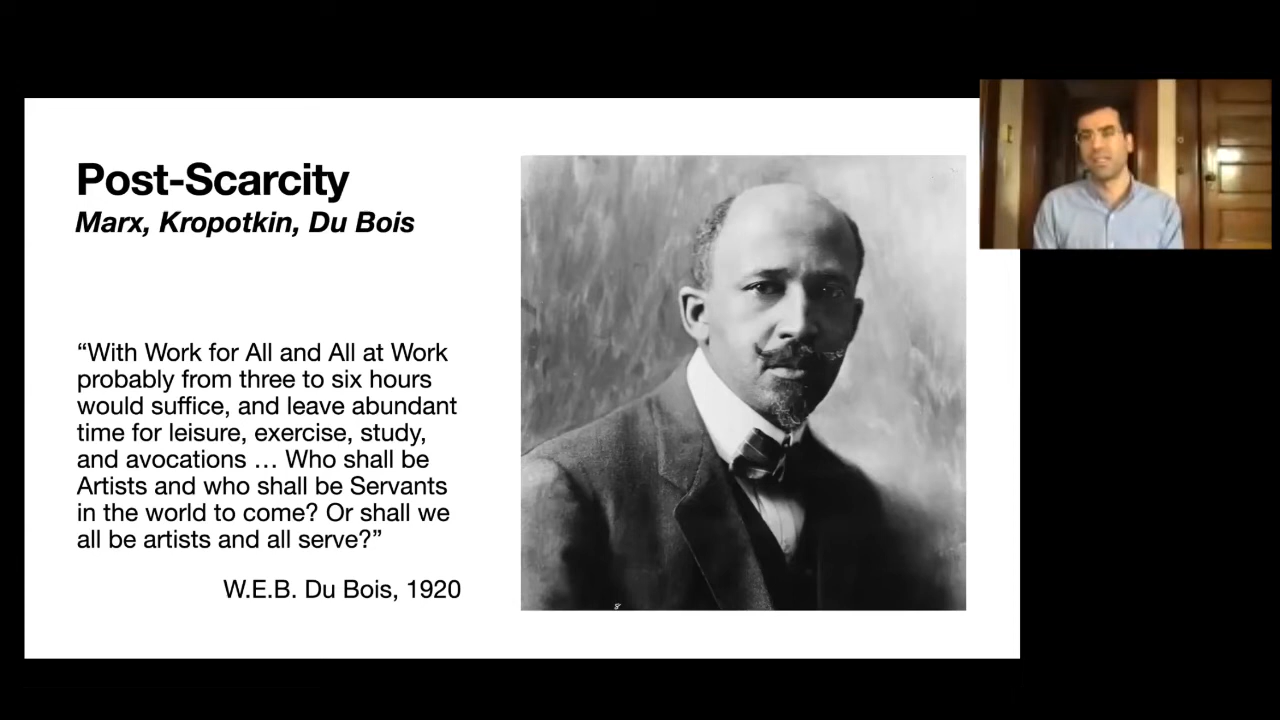 Post-Scarcity
Marx, Kropotkin, Du Bois
“With Work for All and All at Work
probably from three to six hours
would suffice, and leave abundant
time for leisure, exercise, study,
and avocations … Who shall be
Artists and who shall be Servants
in the world to come? Or shall we
all be artists and all serve?”
W.E.B. Du Bois, 1920